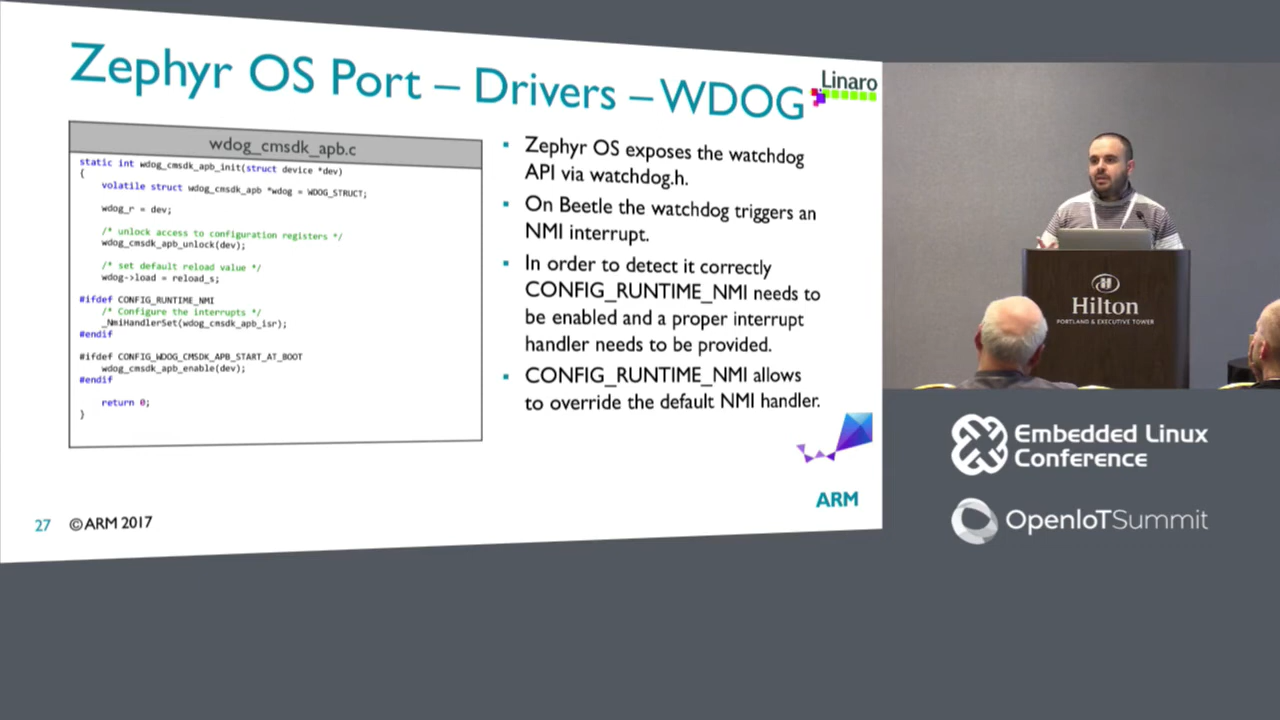 Zephyr OS Port – Drivers – WDOG
Linaro
wdog_cmsdk_apb.c
static int wdog_cmsdk_apb_init(struct device *dev)
{
volatile struct wdog_cmsdk_apb *wdog = WDOG_STRUCT;
wdog_r = dev;
/* unlock access to configuration registers */
wdog_cmsdk_apb_unlock(dev);
/* set default reload value */
wdog->load = reload_s;
#ifdef CONFIG_RUNTIME_NMI
/* Configure the interrupts */
_NmiHandlerSet(wdog_cmsdk_apb_isr);
#endif
#ifdef CONFIG_WDOG_CMSDK_APB_START_AT_BOOT
wdog_cmsdk_apb_enable(dev);
#endif
return 0;
}
▪ Zephyr OS exposes the watchdog
API via watchdog.h.
▪ On Beetle the watchdog triggers an
NMI interrupt.
▪ In order to detect it correctly
CONFIG_RUNTIME_NMI needs to
be enabled and a proper interrupt
handler needs to be provided.
▪ CONFIG_RUNTIME_NMI allows
to override the default NMI handler.
ARM
27 © ARM 2017
Hilton
PORTLAND & EXECUTIVE TOWER
Embedded Linux
Conference
OpenIoTSummit